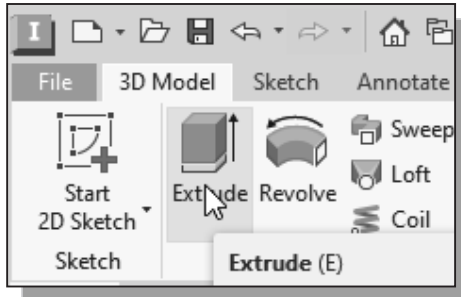 I
File 3D Model Sketch Annotate
Start
2D Sketch
Extrude
Revolve
Sweep
Loft
Coil
Sketch
Extrude (E)